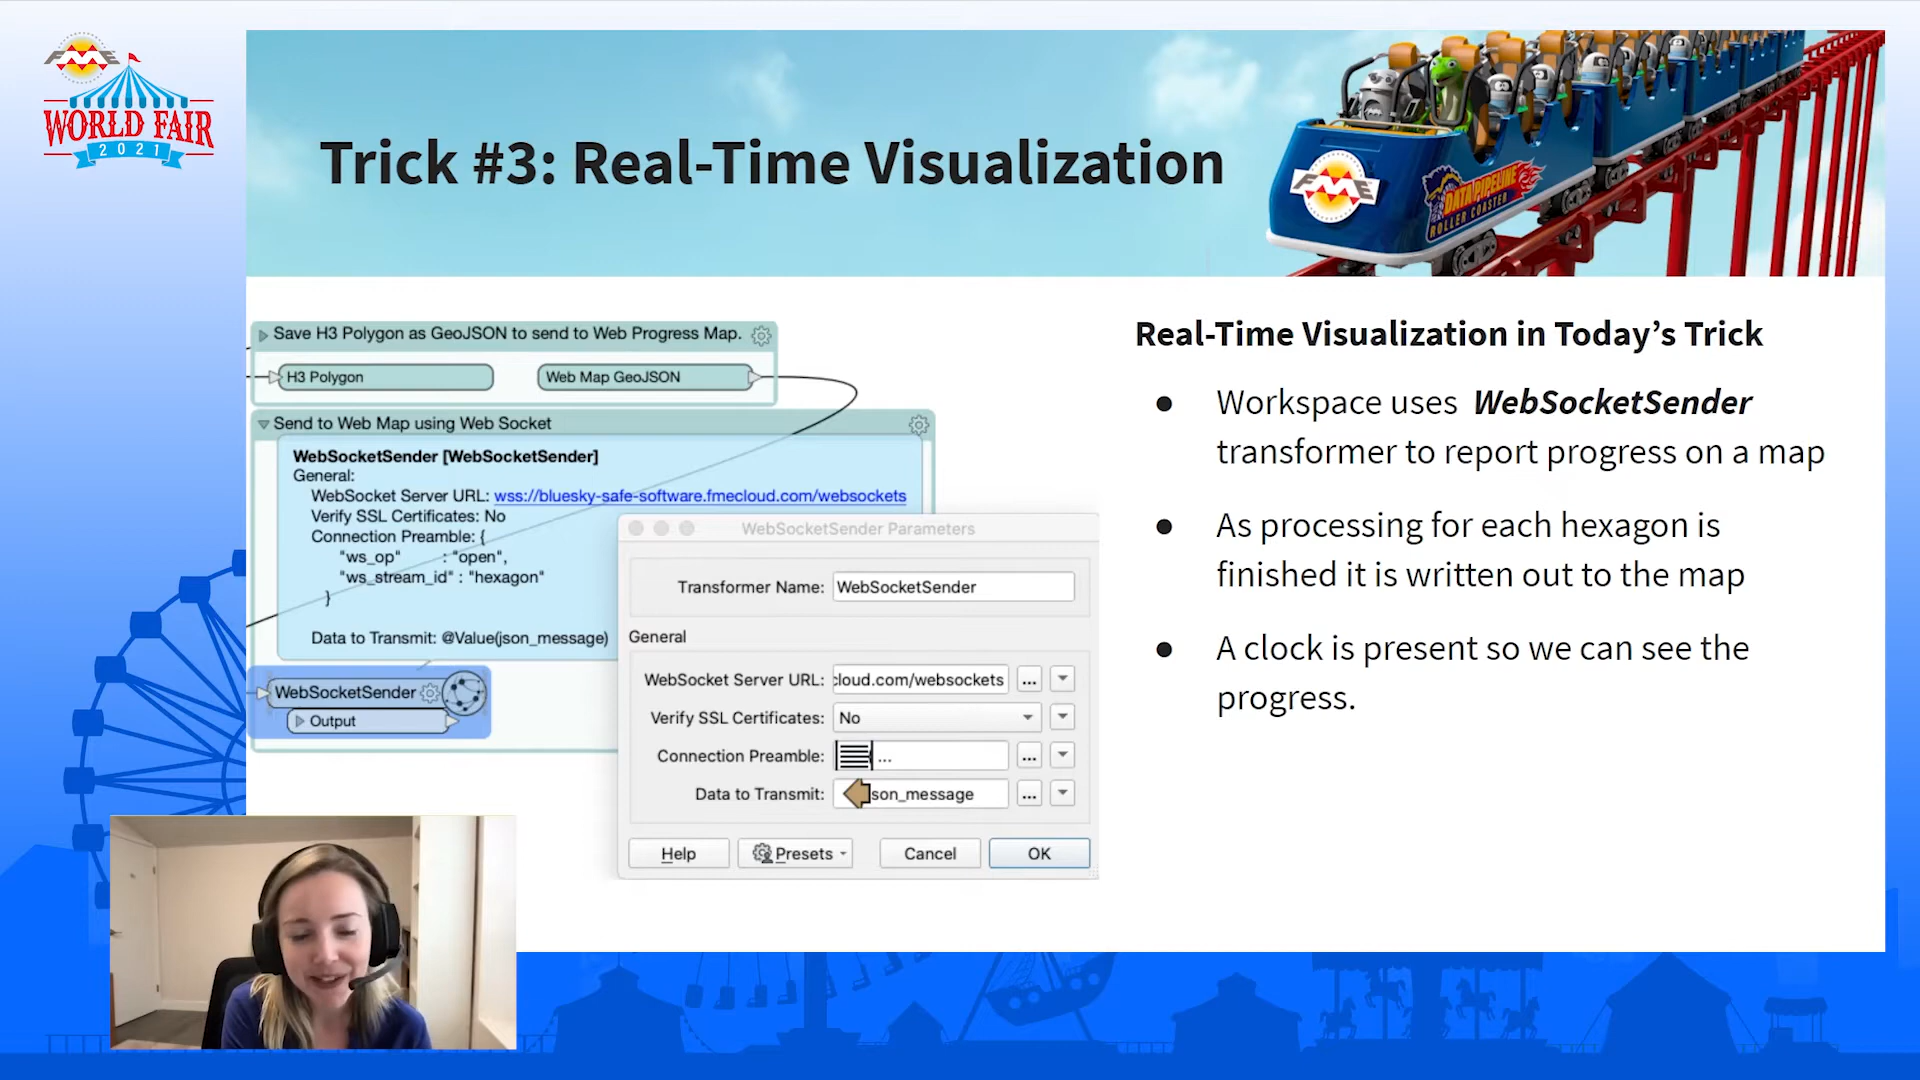 FME
WORLD FAIR
2021
Trick #3: Real-Time Visualization
FME
DATA PIPELINE
ROLLER COASTER
Save H3 Polygon as GeoJSON to send to Web Progress Map.
H3 Polygon
Web Map GeoJSON
Send to Web Map using Web Socket
WebSocketSender [WebSocketSender]
General:
WebSocket Server URL: wss://bluesky-safe-software.fmecloud.com/websockets
Verify SSL Certificates: No
Connection Preamble: {
"ws_op" : "open",
"ws_stream_id" : "hexagon"
}
Data to Transmit: @Value(json_message)
WebSocketSender
Output
WebSocketSender Parameters
Transformer Name: WebSocketSender
General
WebSocket Server URL: cloud.com/websockets ...
Verify SSL Certificates: No
Connection Preamble: ... ...
Data to Transmit: son_message ...
Help Presets Cancel OK
Real-Time Visualization in Today’s Trick
● Workspace uses WebSocketSender
transformer to report progress on a map
● As processing for each hexagon is
finished it is written out to the map
● A clock is present so we can see the
progress.